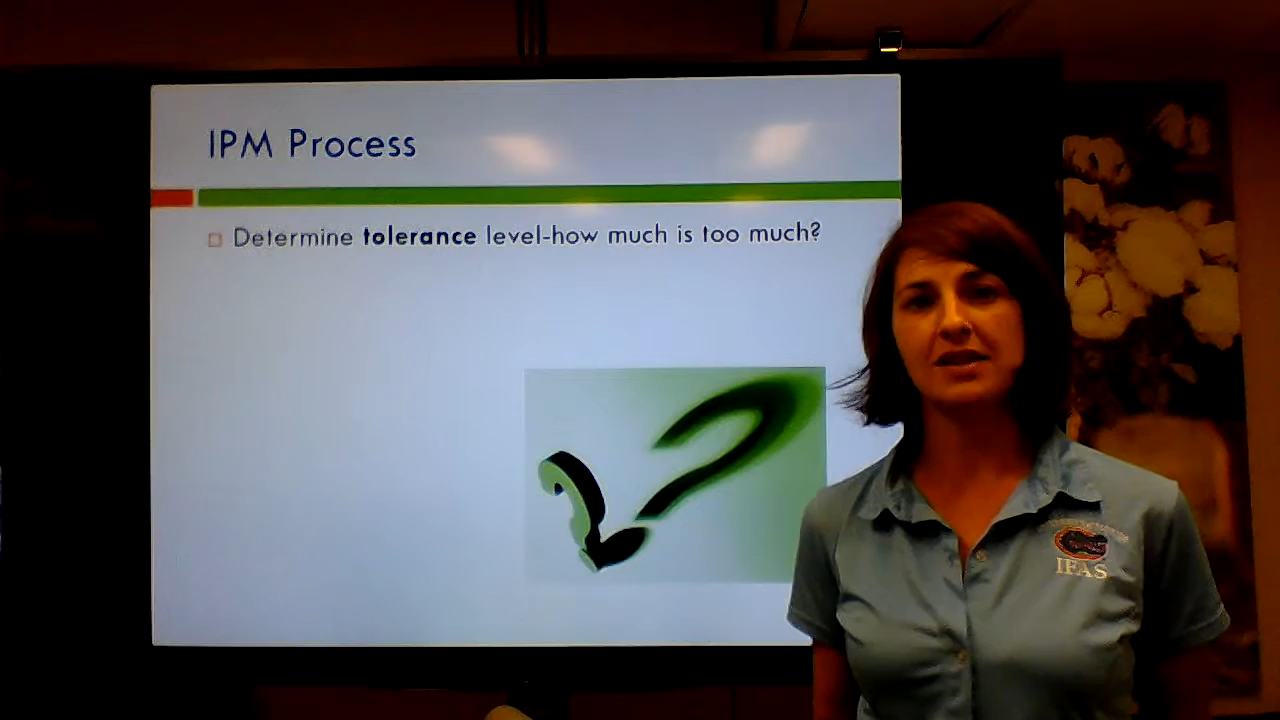 IPM Process
Determine tolerance level-how much is too much?
IFAS